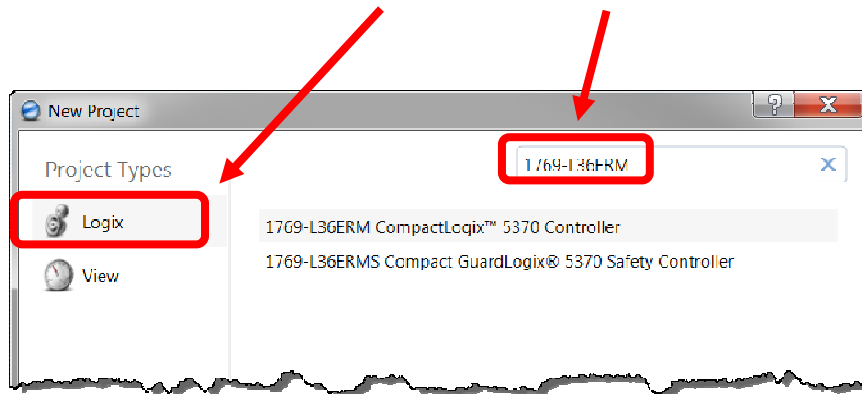 New Project
Project Types
1769-L36ERM
Logix
1769-L36ERM CompactLogix™ 5370 Controller
1769-L36ERMS Compact GuardLogix® 5370 Safety Controller
View